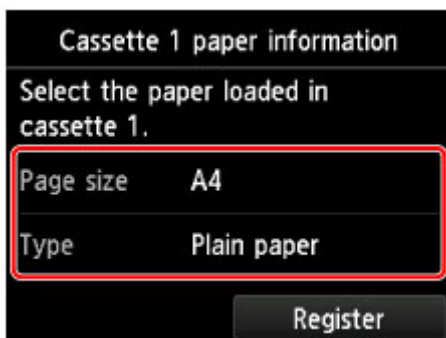 Cassette 1 paper information
Select the paper loaded in
cassette 1.
Page size A4
Type Plain paper
Register